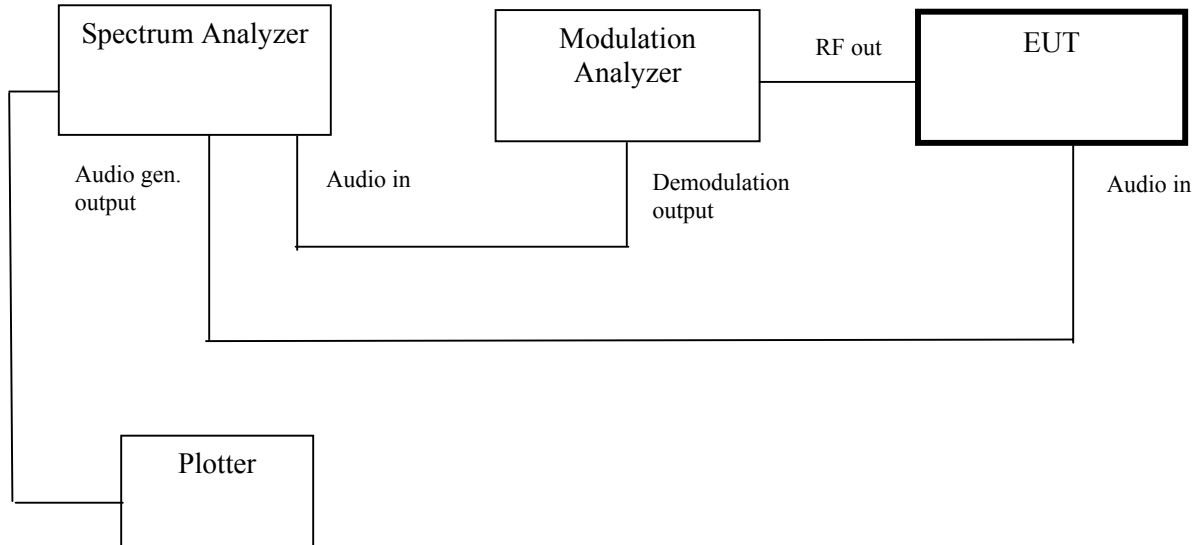 Spectrum Analyzer
Modulation
Analyzer
RF out
EUT
Audio gen.
output
Audio in
Demodulation
output
Audio in
Plotter